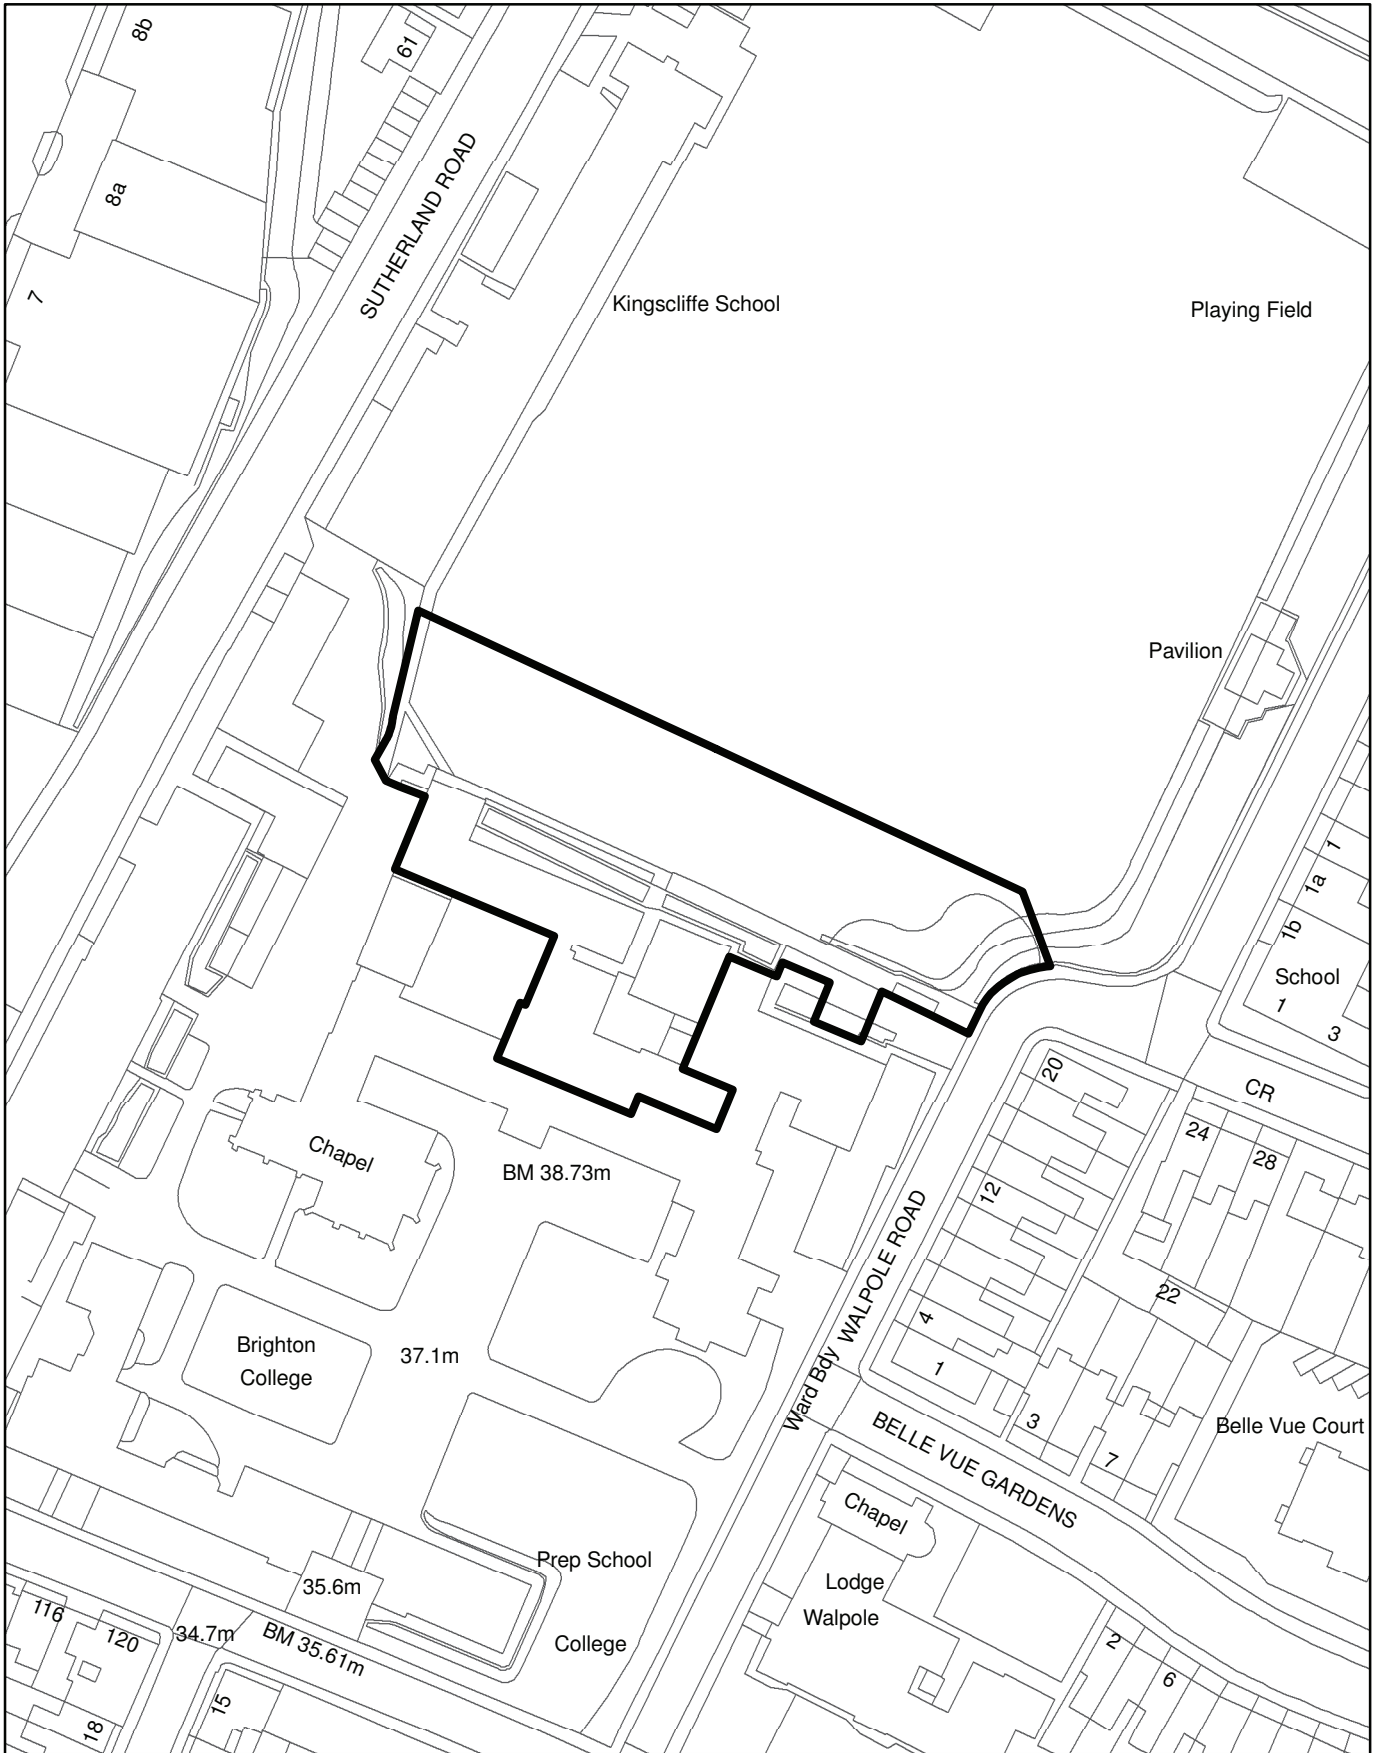 8b
61
8a
SUTHERLAND ROAD
7
Kingscliffe School
Playing Field
Pavilion
1
1a
1b
School
1
3
20
CR
24
28
Chapel
BM 38.73m
12
WALPOLE ROAD
22
4
Brighton
College
37.1m
1
Ward Bdy
3
BELLE VUE GARDENS
7
Belle Vue Court
Chapel
Prep School
35.6m
Lodge
Walpole
116
120
34.7m
BM 35.61m
College
2
6
15
18